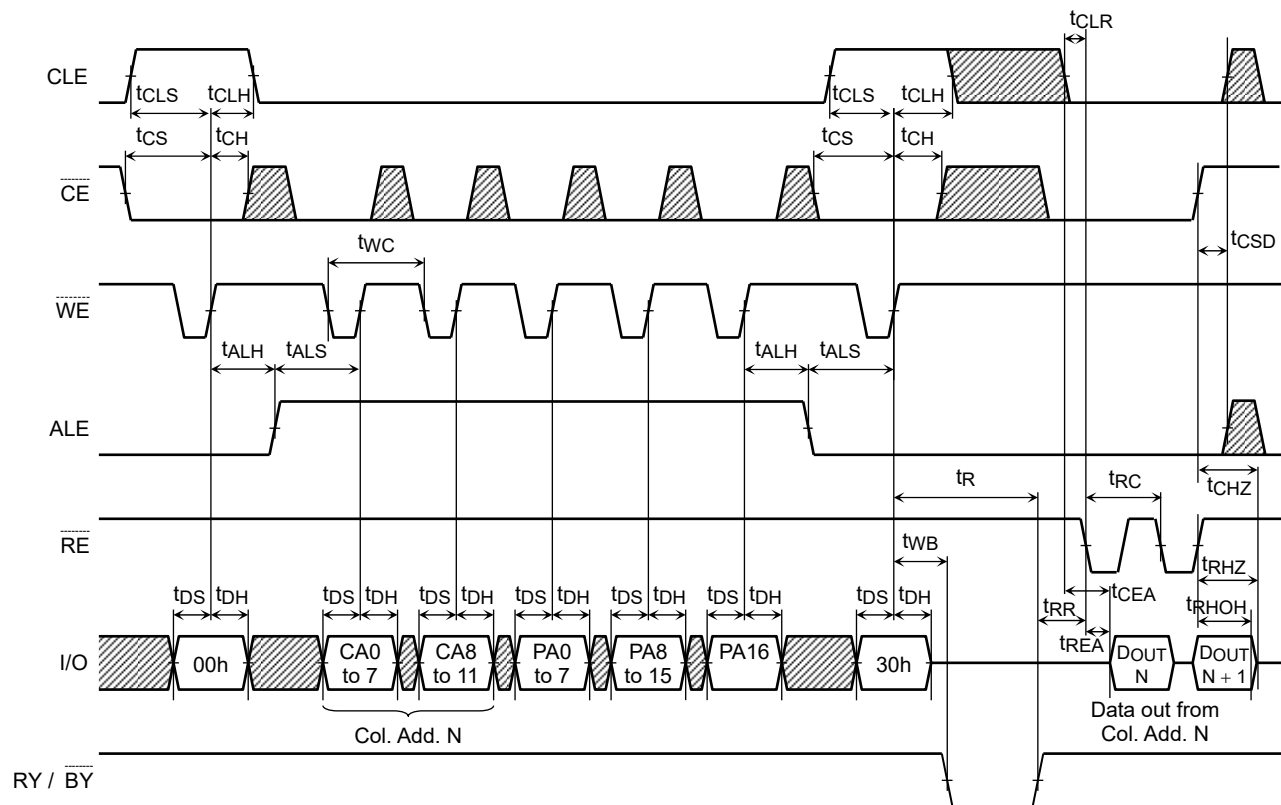 tCLR
CLE
tCLS tCLH tCLS tCLH
tCS tCH tCS tCH
CE
tWC
tCSD
WE
tALH tALS tALH tALS
ALE
tR tRC tCHZ
RE
tWB
tRHZ
tDS tDH tDS tDH tDS tDH tDS tDH tDS tDH tDS tDH tDS tDH
tCEA
tRR tRHOH
tREA
I/O
00h
CA0
to 7
CA8
to 11
PA0
to 7
PA8
to 15
PA16
30h
DOUT
N
DOUT
N + 1
Col. Add. N
Data out from
Col. Add. N
RY / BY